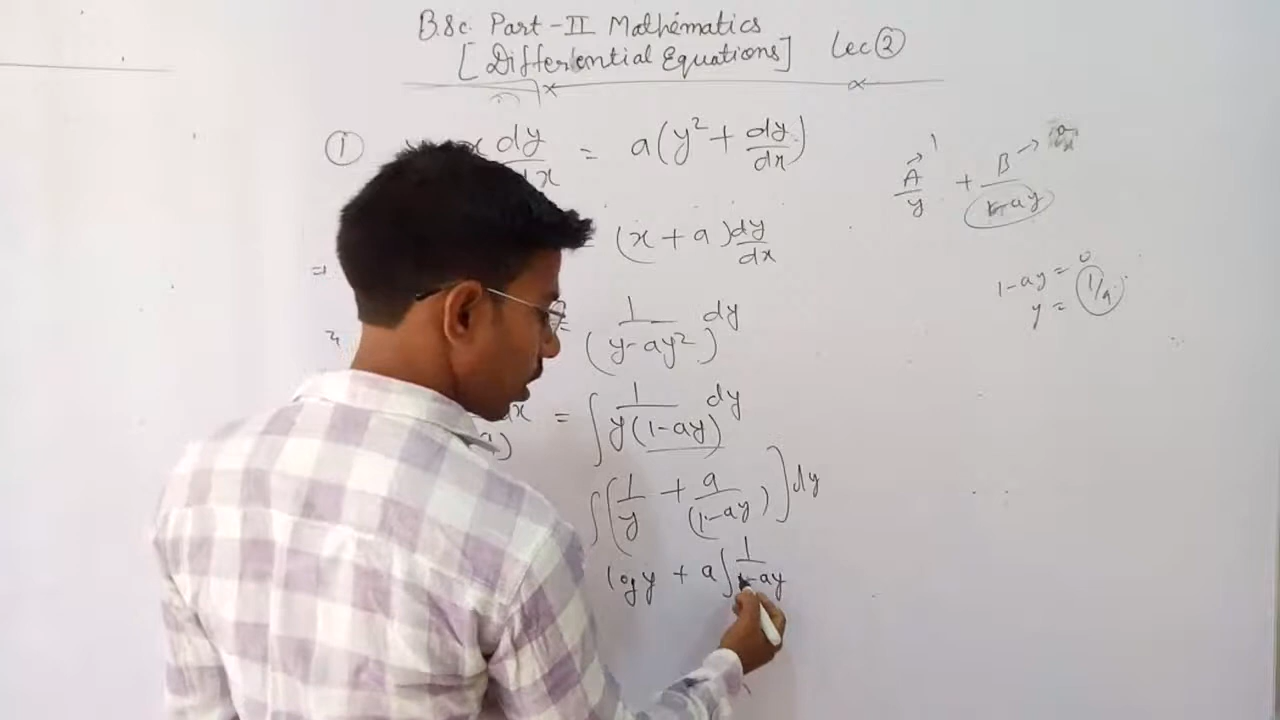 B.Sc. Part-II Mathematics
[Differential Equations] Lec ②
① x dy/dx = a(y² + dy/dx)
= (x + a) dy/dx
= 1/(y-ay²) dy
= ∫ 1/y(1-ay) dy
∫[1/y + a/(1-ay)] dy
log y + a∫ 1/1-ay
A/y + B/1-ay
1-ay = 0
y = 1/a